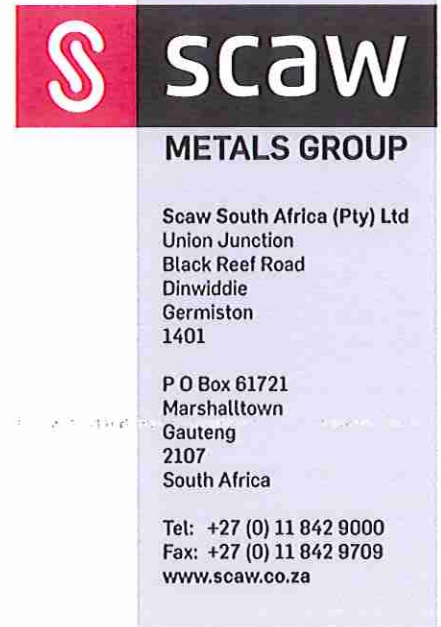 scaw
METALS GROUP
Scaw South Africa (Pty) Ltd
Union Junction
Black Reef Road
Dinwiddie
Germiston
1401
P O Box 61721
Marshalltown
Gauteng
2107
South Africa
Tel: +27 (0) 11 842 9000
Fax: +27 (0) 11 842 9709
www.scaw.co.za